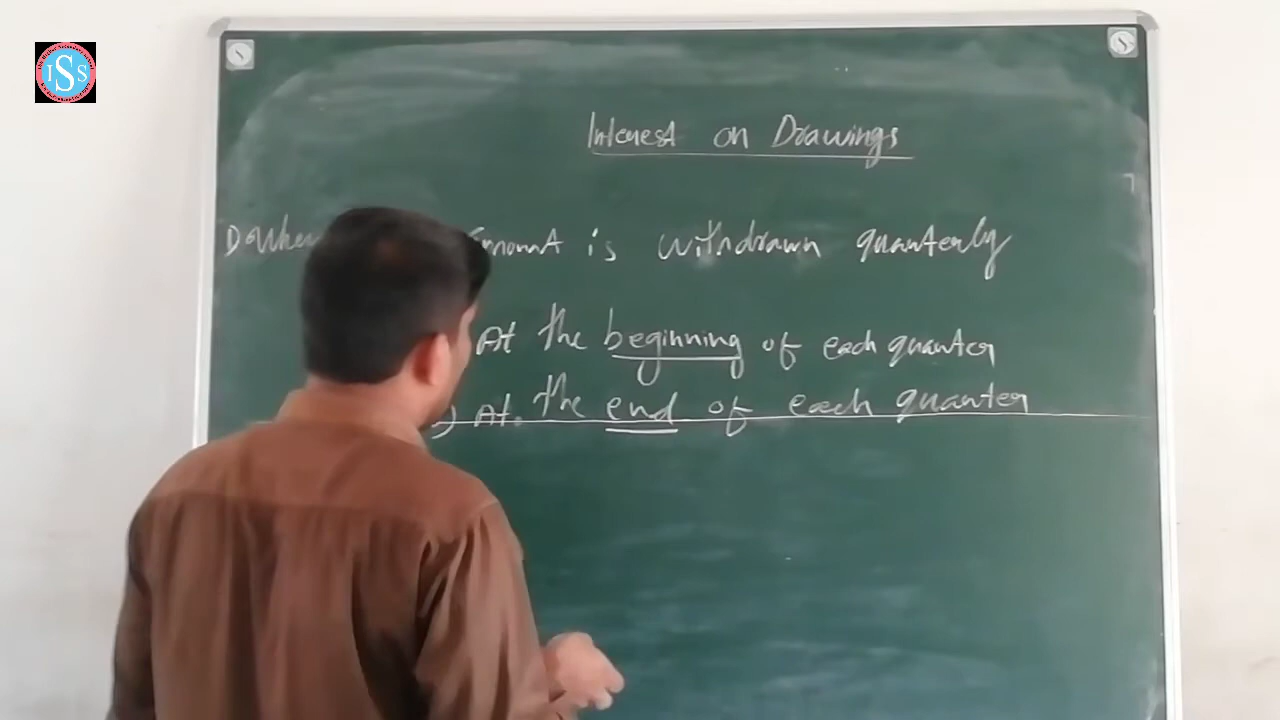 ISS
Interest on Drawings
When amount is withdrawn quarterly
At the beginning of each quarter
) At the end of each quarter